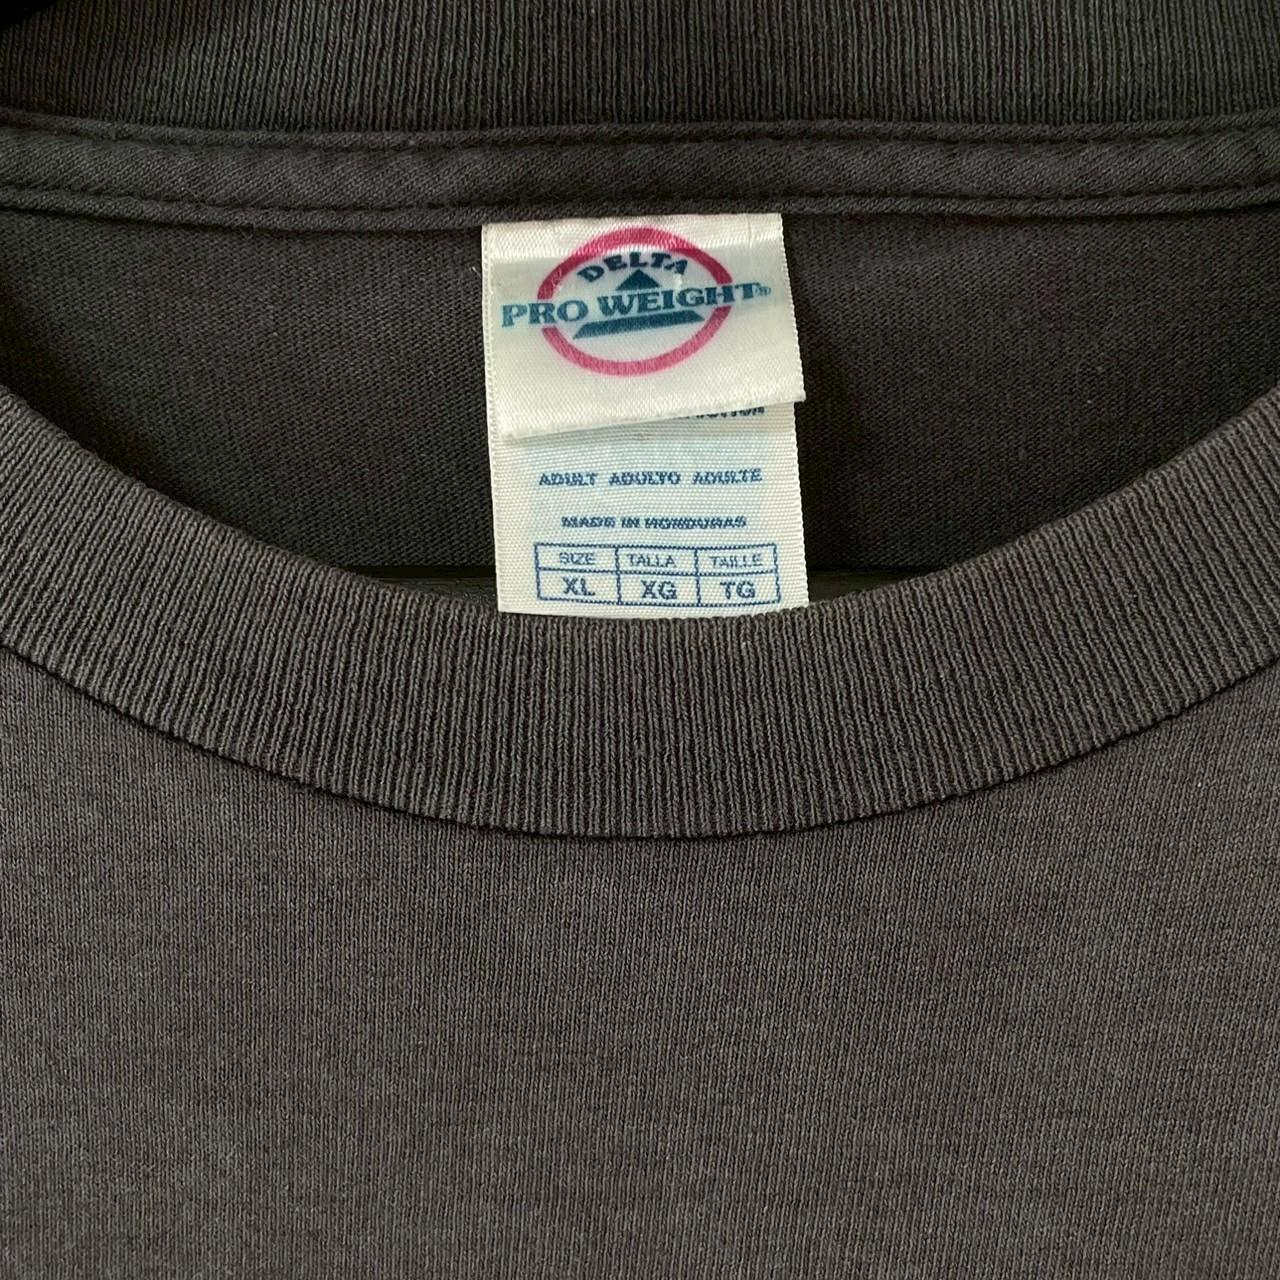 DELTA
PRO WEIGHT®
ADULT ADULTO ADULTE
MADE IN HONDURAS
SIZE TALLA TAILLE
XL XG TG